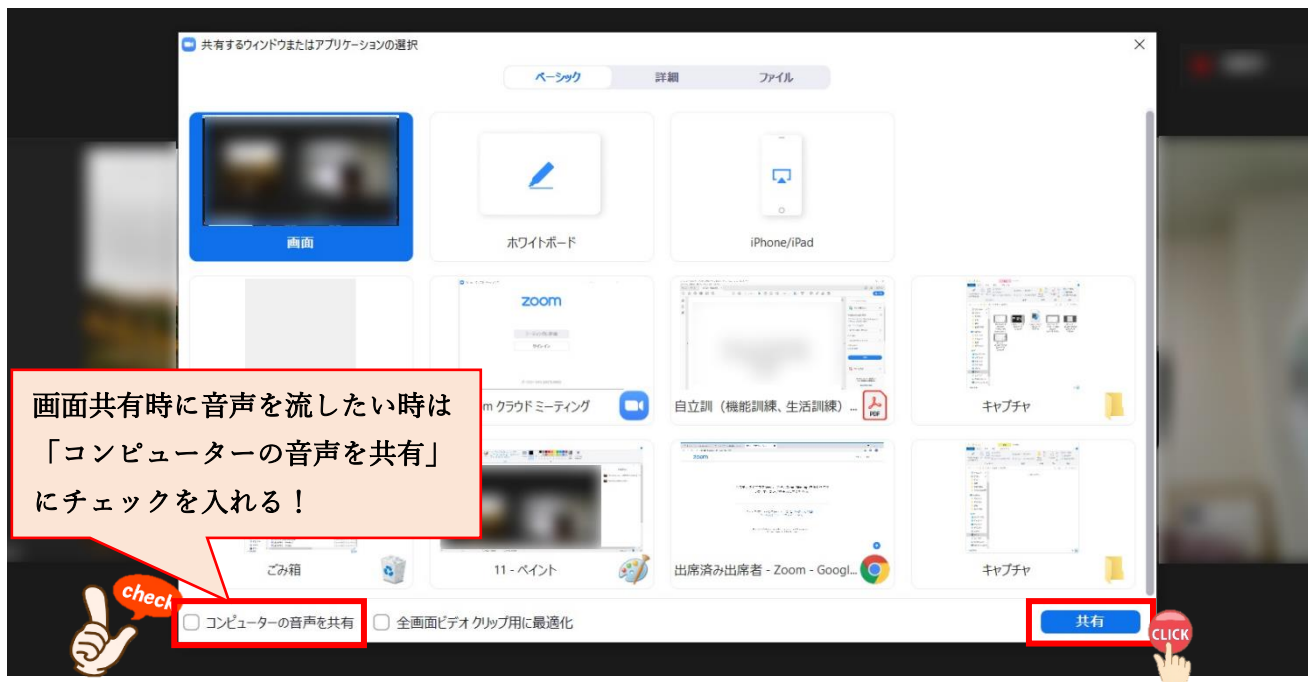 共有するウィンドウまたはアプリケーションの選択
ベーシック
詳細
ファイル
画面
ホワイトボード
iPhone/iPad
zoom
サインイン
画面共有時に音声を流したい時は
「コンピューターの音声を共有」
にチェックを入れる！
m クラウド ミーティング
自立訓（機能訓練、生活訓練）...
PDF
キャプチャ
zoom
ごみ箱
11 - ペイント
出席済み出席者 - Zoom - Googl...
キャプチャ
check
コンピューターの音声を共有
全画面ビデオ クリップ用に最適化
共有
CLICK